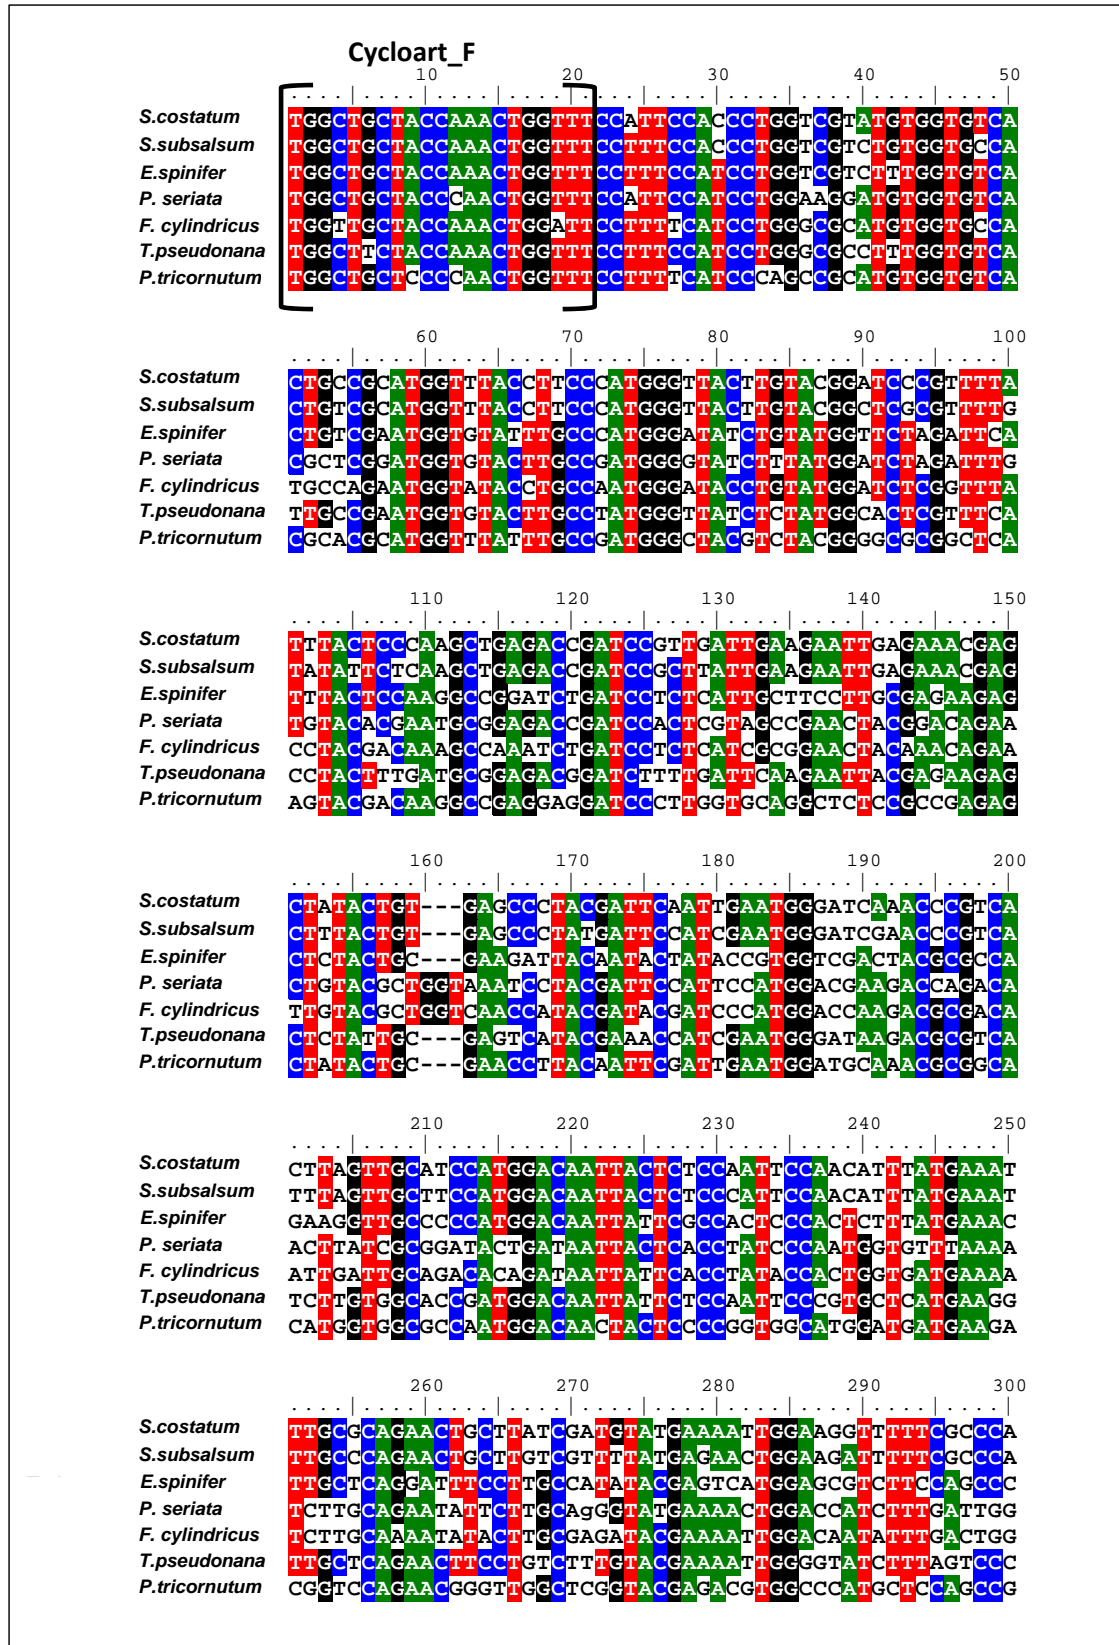 Cycloart_F
10 20 30 40 50
S.costatum TGGCTGCTACCAAACTGGTTTCCATTCCACCCTGGTCGTATGTGGTGTCA
S.subsalsum TGGCTGCTACCAAACTGGTTTCCTTTCCACCCTGGTCGTCTGTGGTGCCA
E.spinifer TGGCTGCTACCAAACTGGTTTCCTTTCCATCCTGGTCGTCTTTGGTGTCA
P. seriata TGGCTGCTACCCAACTGGTTTCCATTCCATCCTGGAAGGATGTGGTGTCA
F. cylindricus TGGTTGCTACCAAACTGGATTCCTTTTCATCCTGGGCGCATGTGGTGCCA
T.pseudonana TGGCTTCTACCAAACTGGTTTCCTTTCCATCCTGGGCGCCTTTGGTGTCA
P.tricornutum TGGCTGCTCCCCAACTGGTTTCCTTTTCATCCCAGCCGCATGTGGTGTCA
60 70 80 90 100
S.costatum CTGCCGCATGGTTTACCTTCCCATGGGTTACTTGTACGGATCCCGTTTTA
S.subsalsum CTGTCGCATGGTTTACCTTCCCATGGGTTACTTGTACGGCTCGCGTTTTG
E.spinifer CTGTCGAATGGTGTATTTGCCCATGGGATATCTGTATGGTTCTAGATTCA
P. seriata CGCTCGGATGGTGTACTTGCCGATGGGGTATCTTTATGGATCTAGATTTG
F. cylindricus TGCCAGAATGGTATACCTGCCAATGGGATACCTGTATGGATCTCGGTTTA
T.pseudonana TTGCCGAATGGTGTACTTGCCTATGGGTTATCTCTATGGCACTCGTTTCA
P.tricornutum CGCACGCATGGTTTATTTGCCGATGGGCTACGTCTACGGGGCGCGGCTCA
110 120 130 140 150
S.costatum TTTACTCCCAAGCTGAGACCGATCCGTTGATTGAAGAATTGAGAAACGAG
S.subsalsum TATATTCTCAAGCTGAGACCGATCCGCTTATTGAAGAATTGAGAAACGAG
E.spinifer TTTACTCCAAGGCCGGATCTGATCCTCTCATTGCTTCCTTGCGAGAAGAG
P. seriata TGTACACGAATGCGGAGACCGATCCACTCGTAGCCGAACTACGGACAGAA
F. cylindricus CCTACGACAAAGCCAAATCTGATCCTCTCATCGCGGAACTACAAACAGAA
T.pseudonana CCTACTTTGATGCGGAGACGGATCTTTTGATTCAAGAATTACGAGAAGAG
P.tricornutum AGTACGACAAGGCCGAGGAGGATCCCTTGGTGCAGGCTCTCCGCCGAGAG
160 170 180 190 200
S.costatum CTATACTGT---GAGCCCTACGATTCAATTGAATGGGATCAAACCCGTCA
S.subsalsum CTTTACTGT---GAGCCCTATGATTCCATCGAATGGGATCGAACCCGTCA
E.spinifer CTCTACTGC---GAAGATTACAATACTATACCGTGGTCGACTACGCGCCA
P. seriata CTGTACGCTGGTAAATCCTACGATTCCATTCCATGGACGAAGACCAGACA
F. cylindricus TTGTACGCTGGTCAACCATACGATACGATCCCATGGACCAAGACGCGACA
T.pseudonana CTCTATTGC---GAGTCATACGAAACCATCGAATGGGATAAGACGCGTCA
P.tricornutum CTATACTGC---GAACCTTACAATTCGATTGAATGGATGCAAACGCGGCA
210 220 230 240 250
S.costatum CTTAGTTGCATCCATGGACAATTACTCTCCAATTCCAACATTTATGAAAT
S.subsalsum TTTAGTTGCTTCCATGGACAATTACTCTCCCATTCCAACATTTATGAAAT
E.spinifer GAAGGTTGCCCCCATGGACAATTATTCGCCACTCCCACTCTTTATGAAAC
P. seriata ACTTATCGCGGATACTGATAATTACTCACCTATCCCAATGGTGTTTAAAA
F. cylindricus ATTGATTGCAGACACAGATAATTATTCACCTATACCACTGGTGATGAAAA
T.pseudonana TCTTGTGGCACCGATGGACAATTATTCTCCAATTCCCGTGCTCATGAAGG
P.tricornutum CATGGTGGCGCCAATGGACAACTACTCCCCGGTGGCATGGATGATGAAGA
260 270 280 290 300
S.costatum TTGCGCAGAACTGCTTATCGATGTATGAAAATTGGAAGGTTTTTCGCCCA
S.subsalsum TTGCCCAGAACTGCTTGTCGTTTTATGAGAACTGGAAGATTTTTCGCCCA
E.spinifer TTGCTCAGGATTTCCTTGCCATATACGAGTCATGGAGCGTCTTCCAGCCC
P. seriata TCTTGCAGAATATTCTTGCAgGGTATGAAAACTGGACCATCTTTGATTGG
F. cylindricus TCTTGCAAAATATACTTGCGAGATACGAAAATTGGACAATATTTGACTGG
T.pseudonana TTGCTCAGAACTTCCTGTCTTTGTACGAAAATTGGGGTATCTTTAGTCCC
P.tricornutum CGGTCCAGAACGGGTTGGCTCGGTACGAGACGTGGCCCATGCTCCAGCCG